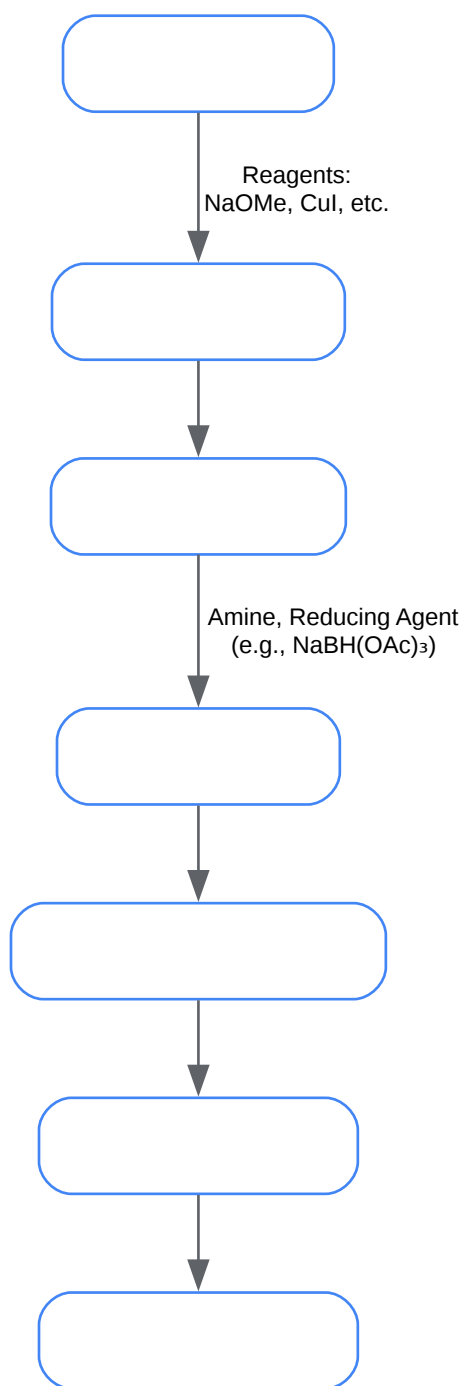 Reagents:
NaOMe, CuI, etc.
Amine, Reducing Agent
(e.g., NaBH(OAc)₃)